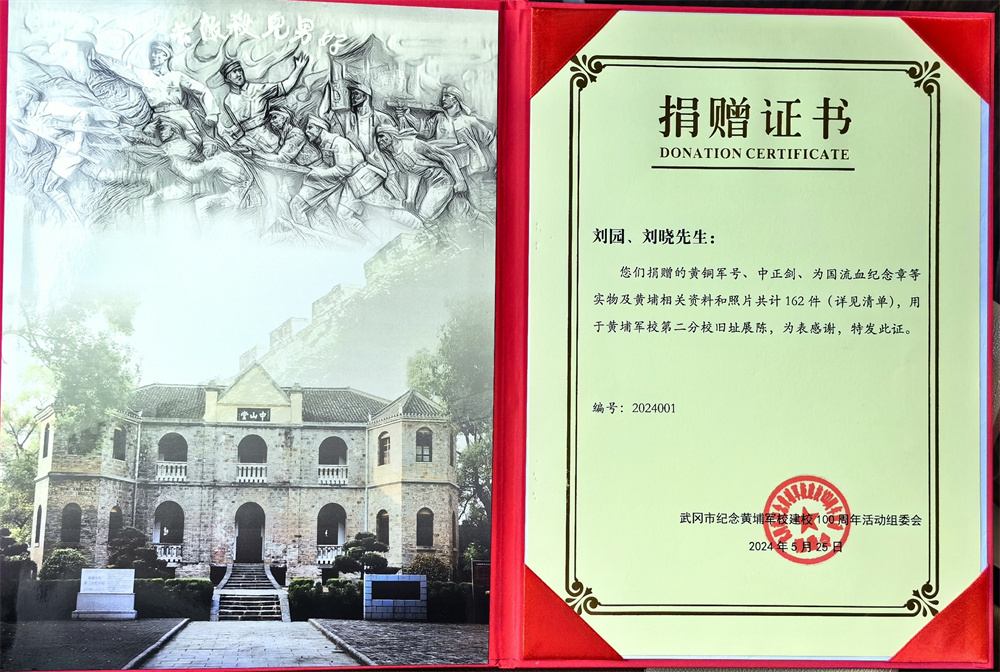 中山堂
捐赠证书
DONATION CERTIFICATE
刘园、刘晓先生：
您们捐赠的黄铜军号、中正剑、为国流血纪念章等
实物及黄埔相关资料和照片共计162件（详见清单），用
于黄埔军校第二分校旧址展陈，为表感谢，特发此证。
编号：2024001
武冈市纪念黄埔军校建校100周年活动组委会
2024年5月25日